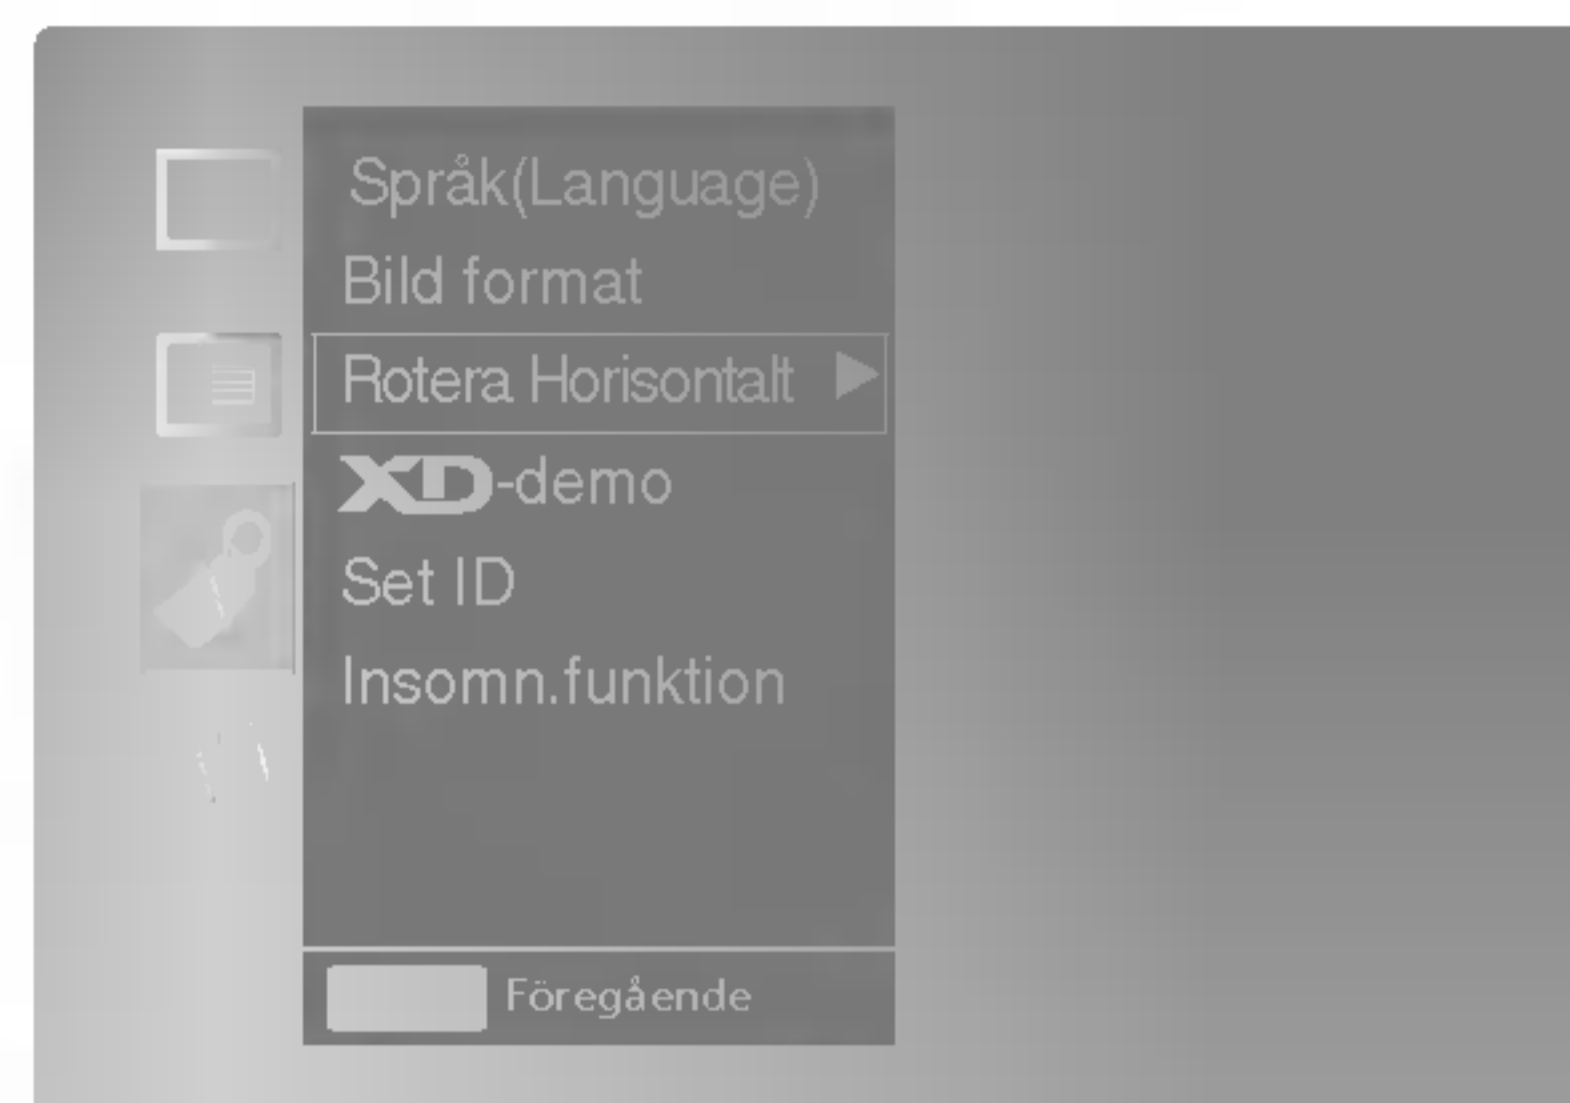 Språk(Language)
Bild format
Rotera Horisontalt
XD-demo
Set ID
Insomn.funktion
Föregående